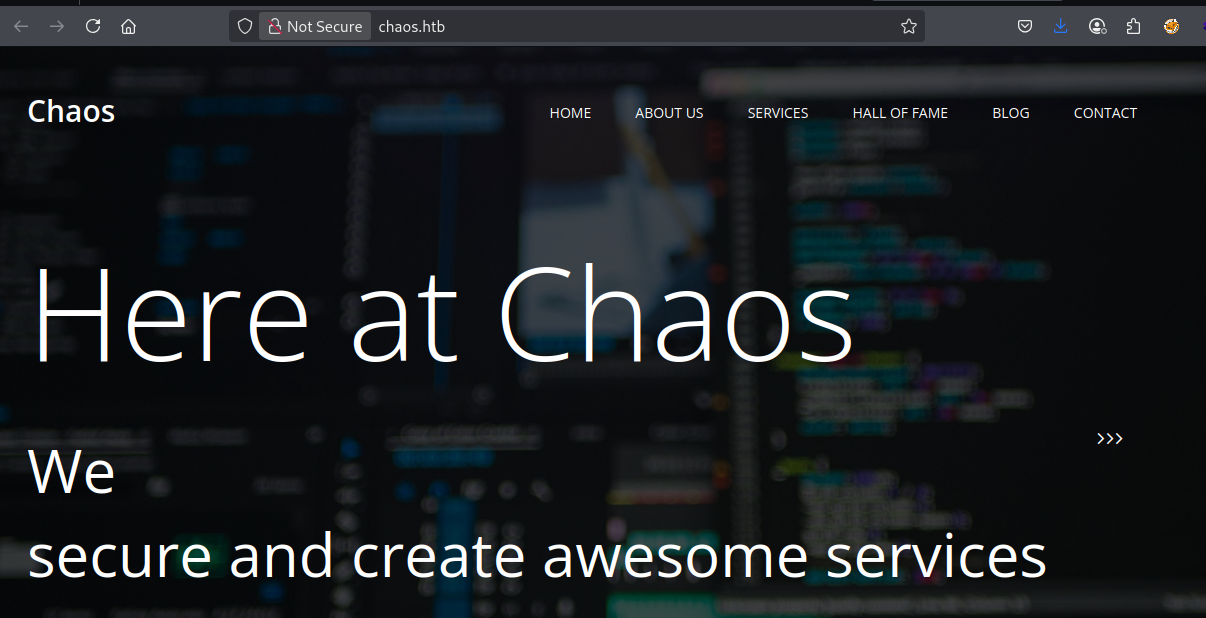 Not Secure chaos.htb
Chaos HOME ABOUT US SERVICES HALL OF FAME BLOG CONTACT
Here at Chaos
>>>
We
secure and create awesome services